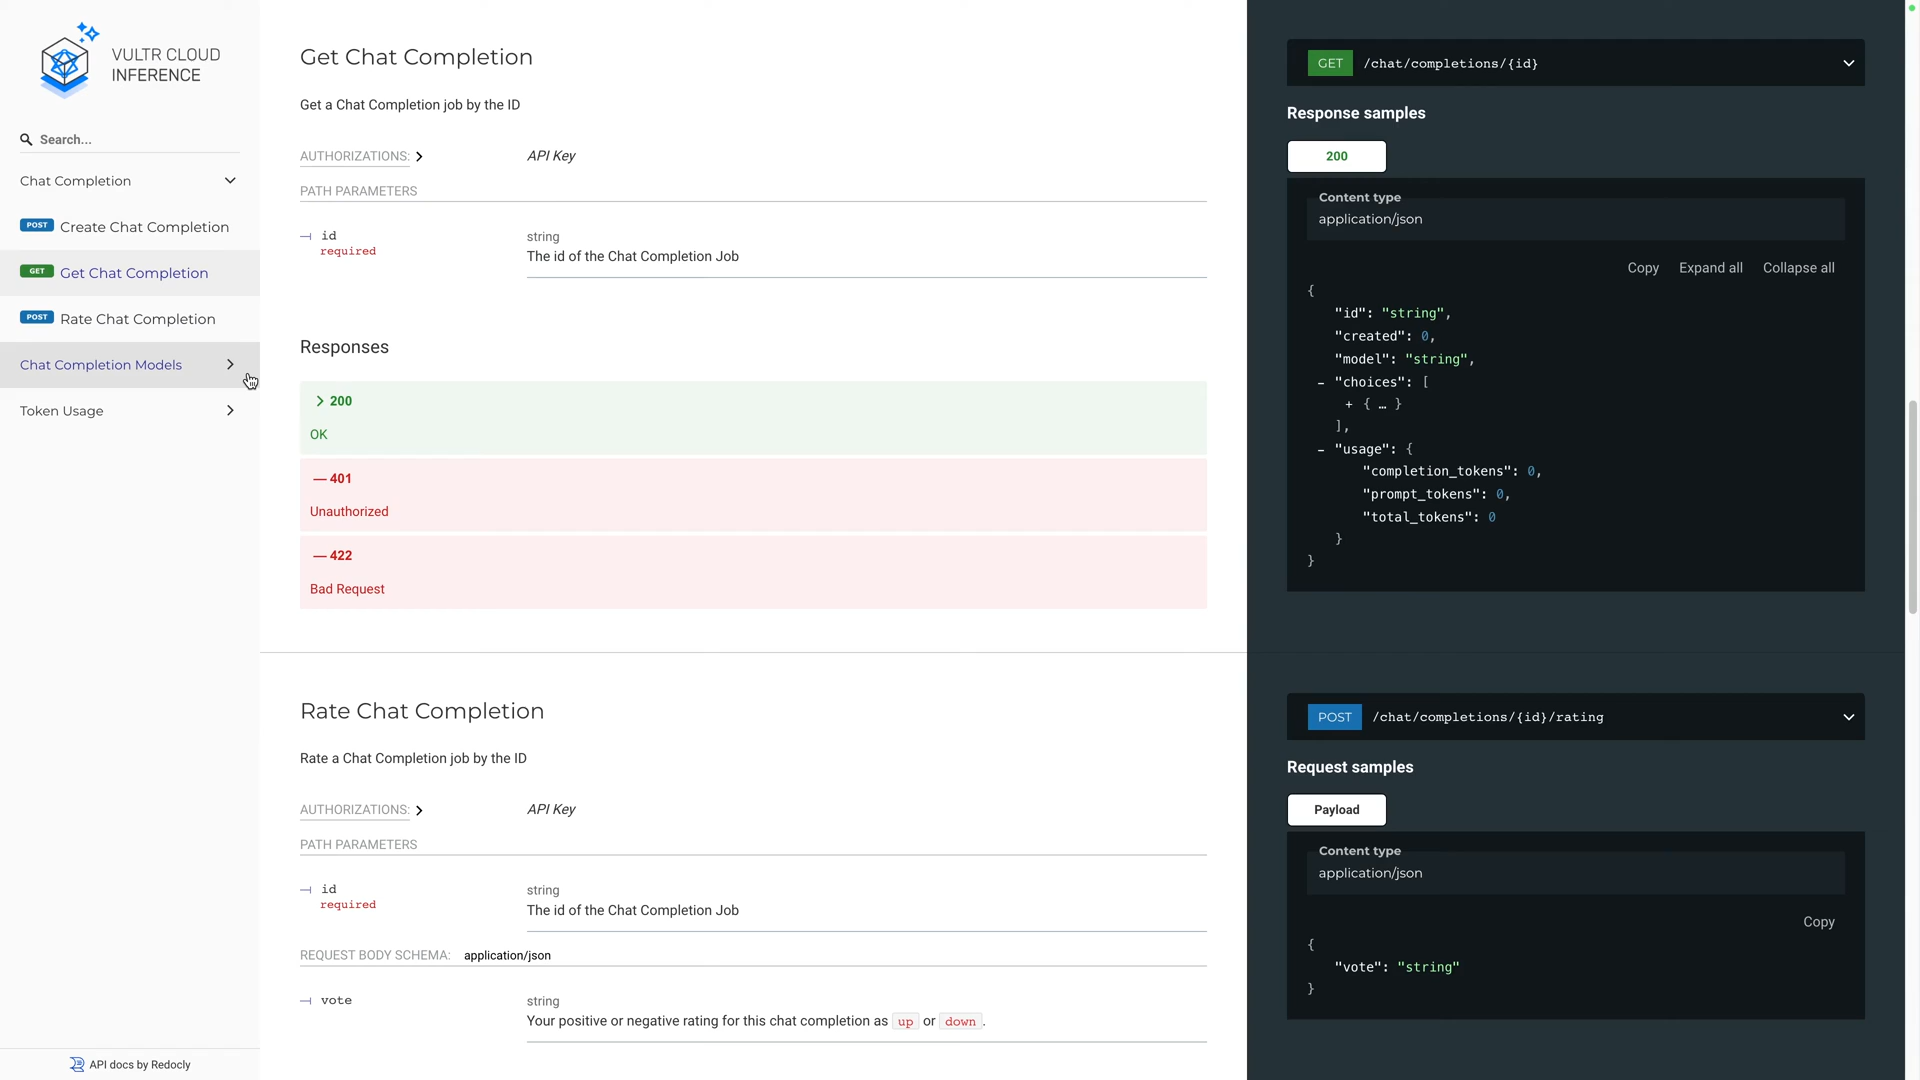 VULTR CLOUD
INFERENCE
Search...
Chat Completion
POST Create Chat Completion
GET Get Chat Completion
POST Rate Chat Completion
Chat Completion Models
Token Usage
API docs by Redocly
Get Chat Completion
Get a Chat Completion job by the ID
AUTHORIZATIONS: API Key
PATH PARAMETERS
id string
required The id of the Chat Completion Job
Responses
200
OK
— 401
Unauthorized
— 422
Bad Request
Rate Chat Completion
Rate a Chat Completion job by the ID
AUTHORIZATIONS: API Key
PATH PARAMETERS
id string
required The id of the Chat Completion Job
REQUEST BODY SCHEMA: application/json
vote string
Your positive or negative rating for this chat completion as up or down.
GET /chat/completions/{id}
Response samples
200
Content type
application/json
Copy Expand all Collapse all
{
"id": "string",
"created": 0,
"model": "string",
- "choices": [
+ { … }
],
- "usage": {
"completion_tokens": 0,
"prompt_tokens": 0,
"total_tokens": 0
}
}
POST /chat/completions/{id}/rating
Request samples
Payload
Content type
application/json
Copy
{
"vote": "string"
}